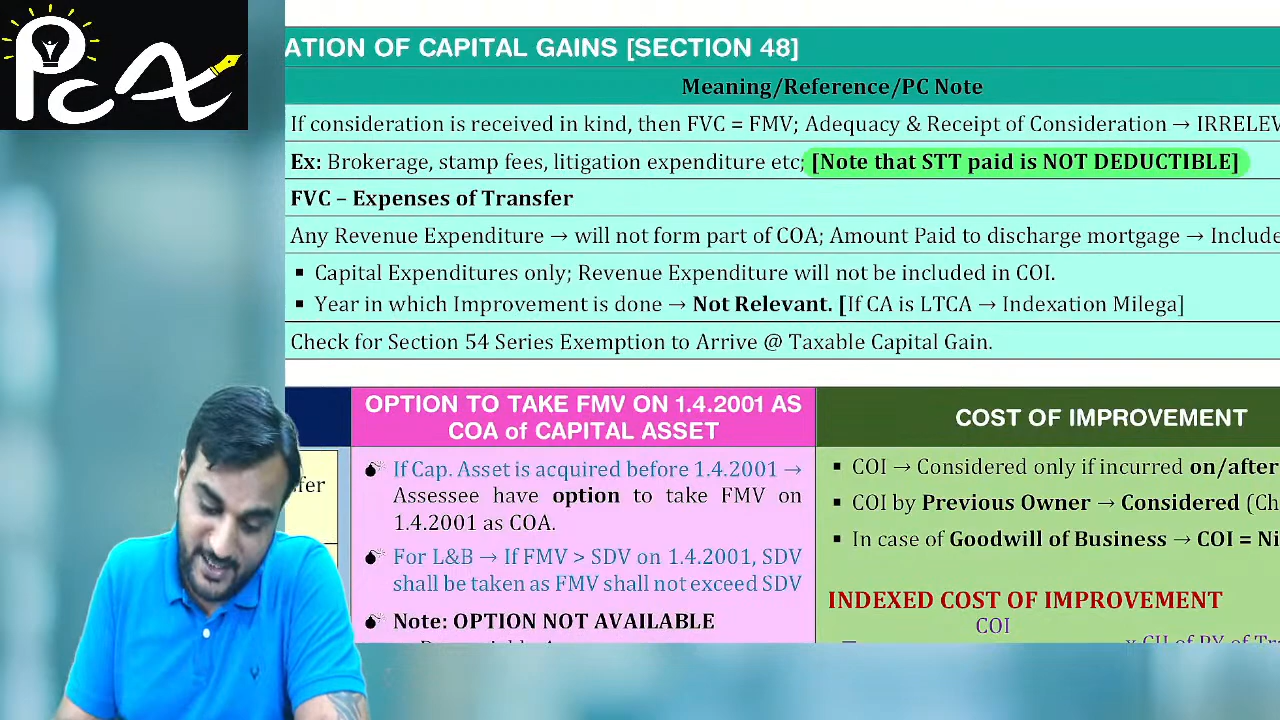 PCA
ATION OF CAPITAL GAINS [SECTION 48]
Meaning/Reference/PC Note
If consideration is received in kind, then FVC = FMV; Adequacy & Receipt of Consideration → IRRELEV
Ex: Brokerage, stamp fees, litigation expenditure etc; [Note that STT paid is NOT DEDUCTIBLE]
FVC – Expenses of Transfer
Any Revenue Expenditure → will not form part of COA; Amount Paid to discharge mortgage → Include
▪ Capital Expenditures only; Revenue Expenditure will not be included in COI.
▪ Year in which Improvement is done → Not Relevant. [If CA is LTCA → Indexation Milega]
Check for Section 54 Series Exemption to Arrive @ Taxable Capital Gain.
sfer
OPTION TO TAKE FMV ON 1.4.2001 AS
COA of CAPITAL ASSET
If Cap. Asset is acquired before 1.4.2001 →
Assessee have option to take FMV on
1.4.2001 as COA.
For L&B → If FMV > SDV on 1.4.2001, SDV
shall be taken as FMV shall not exceed SDV
Note: OPTION NOT AVAILABLE
COST OF IMPROVEMENT
▪ COI → Considered only if incurred on/after
▪ COI by Previous Owner → Considered (Ch
▪ In case of Goodwill of Business → COI = Ni
INDEXED COST OF IMPROVEMENT
COI